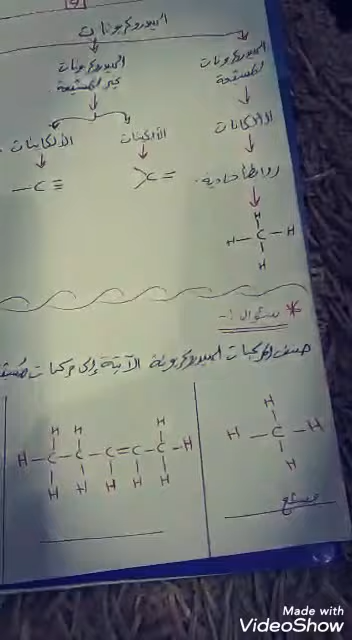 الهيدروكربونات
الهيدروكربونات المشبعة
الهيدروكربونات غير المشبعة
الألكانات
الألكينات
الألكاينات
روابط أحادية
>C=
—C≡
H
H—C—H
H
* سؤال 1:-
صنف المركبات الهيدروكربونية الآتية إلى مركبات
H
H—C—H
H
مشبع
H H H
H—C—C—C=C—C—H
H H H H H
Made with
VideoShow